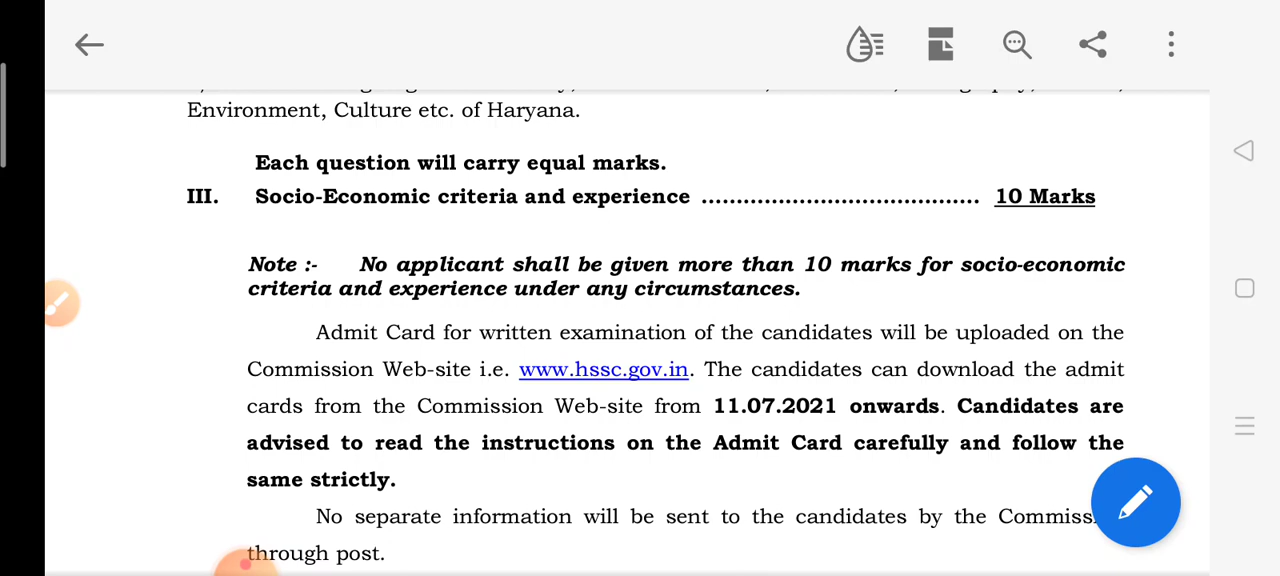 Environment, Culture etc. of Haryana.
Each question will carry equal marks.
III. Socio-Economic criteria and experience ........................................ 10 Marks
Note :- No applicant shall be given more than 10 marks for socio-economic
criteria and experience under any circumstances.
Admit Card for written examination of the candidates will be uploaded on the
Commission Web-site i.e. www.hssc.gov.in. The candidates can download the admit
cards from the Commission Web-site from 11.07.2021 onwards. Candidates are
advised to read the instructions on the Admit Card carefully and follow the
same strictly.
No separate information will be sent to the candidates by the
through post.